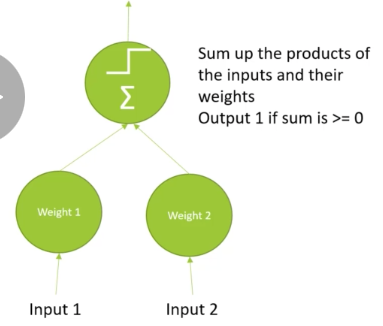 Σ
Sum up the products of
the inputs and their
weights
Output 1 if sum is >= 0
Weight 1
Weight 2
Input 1
Input 2